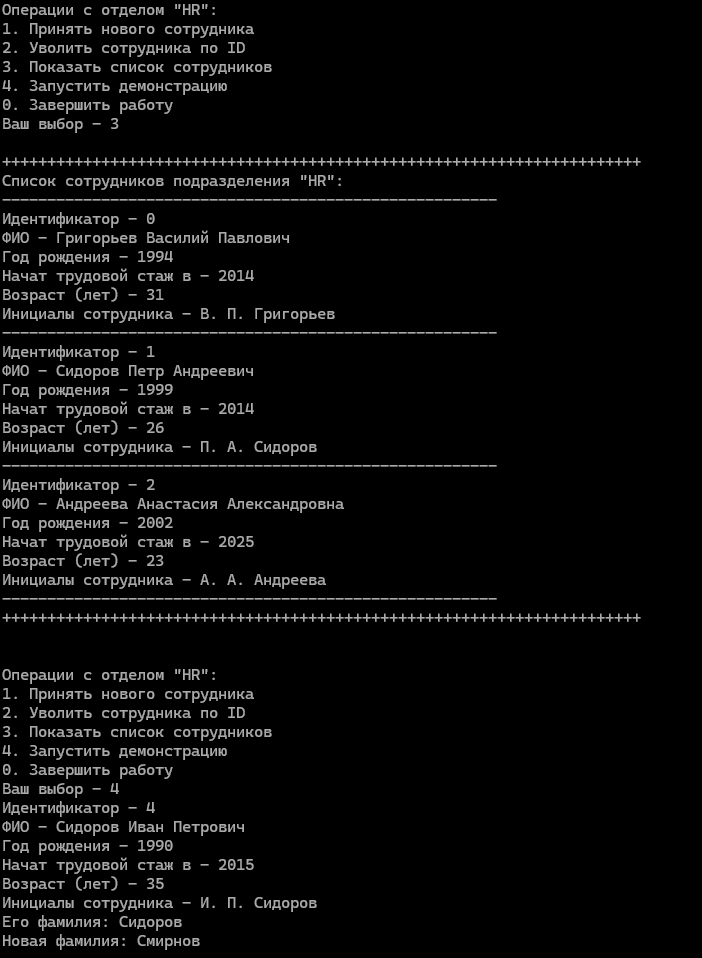 Операции с отделом "HR":
1. Принять нового сотрудника
2. Уволить сотрудника по ID
3. Показать список сотрудников
4. Запустить демонстрацию
0. Завершить работу
Ваш выбор - 3
+++++++++++++++++++++++++++++++++++++++++++++++++++++++++++++++++++++++
Список сотрудников подразделения "HR":
-------------------------------------------------------
Идентификатор - 0
ФИО - Григорьев Василий Павлович
Год рождения - 1994
Начат трудовой стаж в - 2014
Возраст (лет) - 31
Инициалы сотрудника - В. П. Григорьев
-------------------------------------------------------
Идентификатор - 1
ФИО - Сидоров Петр Андреевич
Год рождения - 1999
Начат трудовой стаж в - 2014
Возраст (лет) - 26
Инициалы сотрудника - П. А. Сидоров
-------------------------------------------------------
Идентификатор - 2
ФИО - Андреева Анастасия Александровна
Год рождения - 2002
Начат трудовой стаж в - 2025
Возраст (лет) - 23
Инициалы сотрудника - А. А. Андреева
-------------------------------------------------------
+++++++++++++++++++++++++++++++++++++++++++++++++++++++++++++++++++++++
Операции с отделом "HR":
1. Принять нового сотрудника
2. Уволить сотрудника по ID
3. Показать список сотрудников
4. Запустить демонстрацию
0. Завершить работу
Ваш выбор - 4
Идентификатор - 4
ФИО - Сидоров Иван Петрович
Год рождения - 1990
Начат трудовой стаж в - 2015
Возраст (лет) - 35
Инициалы сотрудника - И. П. Сидоров
Его фамилия: Сидоров
Новая фамилия: Смирнов